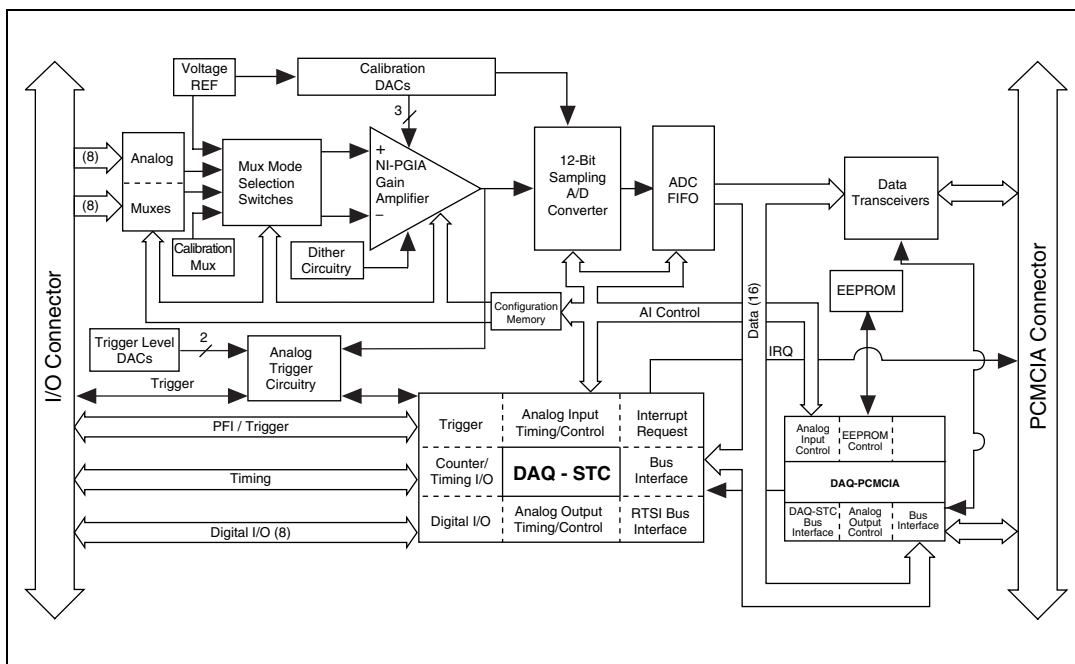 Voltage
REF
Calibration
DACs
3
(8)
Analog
Muxes
(8)
Mux Mode
Selection
Switches
+
NI-PGIA
Gain
Amplifier
–
12-Bit
Sampling
A/D
Converter
ADC
FIFO
Data
Transceivers
Calibration
Mux
Dither
Circuitry
Configuration
Memory
AI Control
Data (16)
EEPROM
I/O Connector
PCMCIA Connector
Trigger Level
DACs
2
Analog
Trigger
Circuitry
Trigger
IRQ
PFI / Trigger
Timing
Digital I/O (8)
Trigger
Analog Input
Timing/Control
Interrupt
Request
Counter/
Timing I/O
DAQ - STC
Bus
Interface
Digital I/O
Analog Output
Timing/Control
RTSI Bus
Interface
Analog
Input
Control
EEPROM
Control
DAQ-PCMCIA
DAQ-STC
Bus
Interface
Analog
Output
Control
Bus
Interface